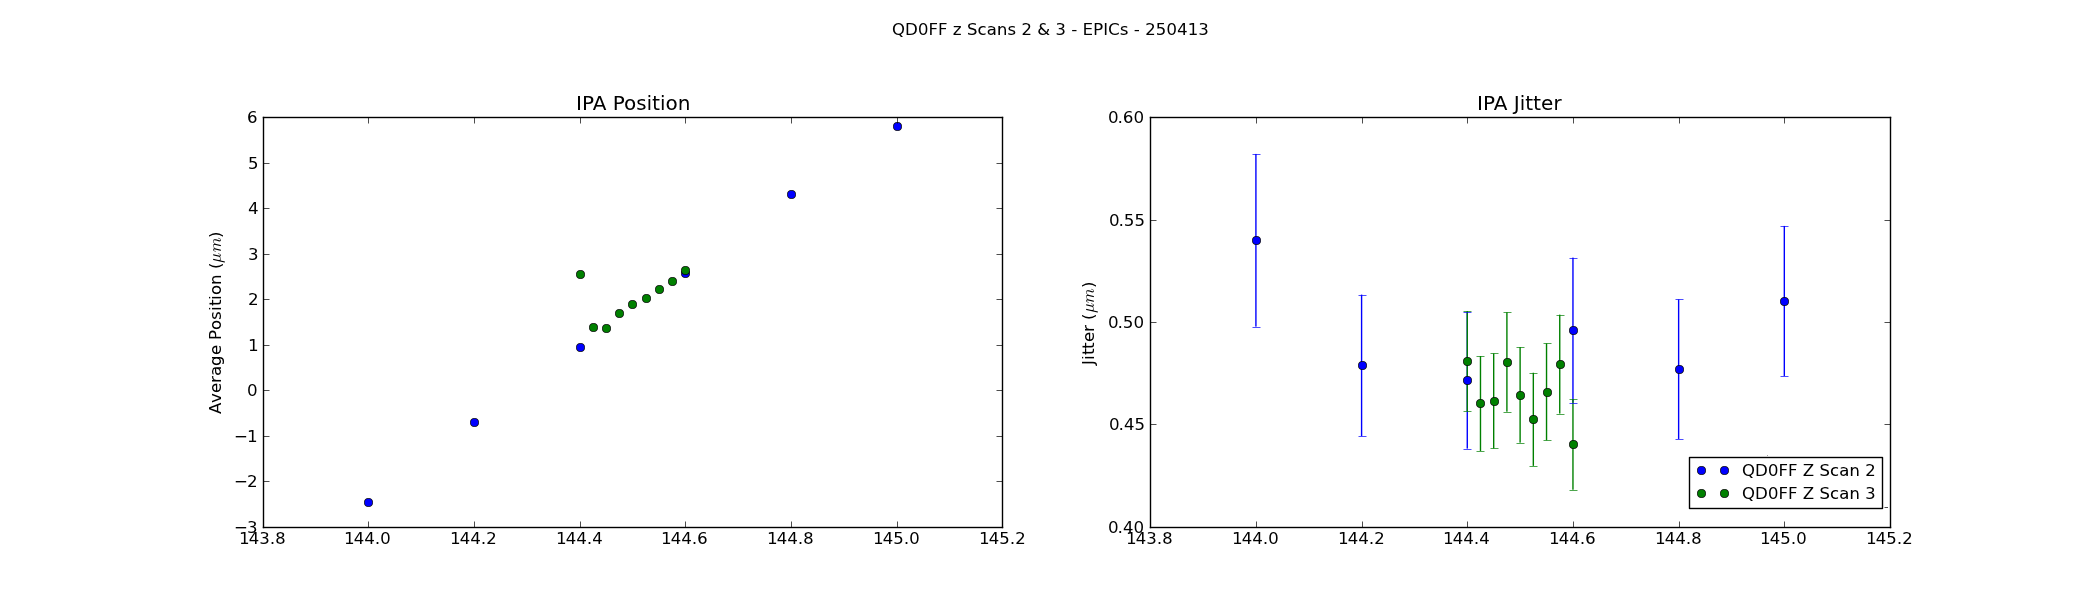 QD0FF z Scans 2 & 3 - EPICs - 250413
IPA Position
Average Position (μm)
6
5
4
3
2
1
0
−1
−2
−3
143.8 144.0 144.2 144.4 144.6 144.8 145.0 145.2
IPA Jitter
Jitter (μm)
0.60
0.55
0.50
0.45
0.40
143.8 144.0 144.2 144.4 144.6 144.8 145.0 145.2
QD0FF Z Scan 2
QD0FF Z Scan 3